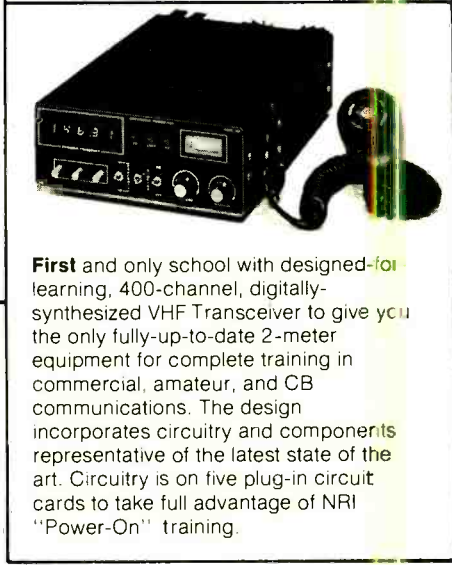 First and only school with designed-for-
learning, 400-channel, digitally-
synthesized VHF Transceiver to give you
the only fully-up-to-date 2-meter
equipment for complete training in
commercial, amateur, and CB
communications. The design
incorporates circuitry and components
representative of the latest state of the
art. Circuitry is on five plug-in circuit
cards to take full advantage of NRI
"Power-On" training.